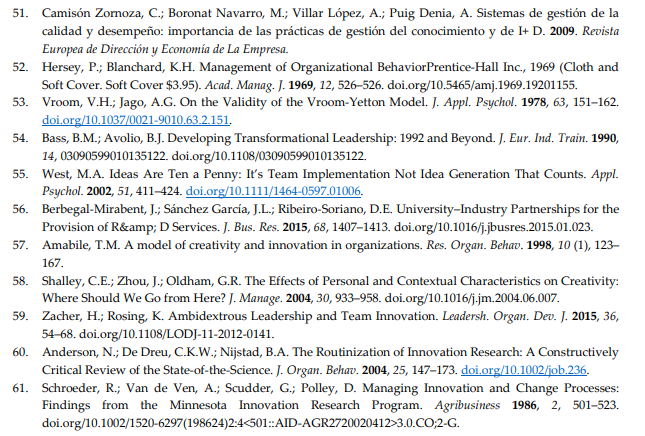 51. Camisón Zornoza, C.; Boronat Navarro, M.; Villar López, A.; Puig Denia, A. Sistemas de gestión de la
calidad y desempeño: importancia de las prácticas de gestión del conocimiento y de I+ D. 2009. Revista
Europea de Dirección y Economía de La Empresa.
52. Hersey, P.; Blanchard, K.H. Management of Organizational BehaviorPrentice-Hall Inc., 1969 (Cloth and
Soft Cover. Soft Cover $3.95). Acad. Manag. J. 1969, 12, 526–526. doi.org/10.5465/amj.1969.19201155.
53. Vroom, V.H.; Jago, A.G. On the Validity of the Vroom-Yetton Model. J. Appl. Psychol. 1978, 63, 151–162.
doi.org/10.1037/0021-9010.63.2.151.
54. Bass, B.M.; Avolio, B.J. Developing Transformational Leadership: 1992 and Beyond. J. Eur. Ind. Train. 1990,
14, 03090599010135122. doi.org/10.1108/03090599010135122.
55. West, M.A. Ideas Are Ten a Penny: It’s Team Implementation Not Idea Generation That Counts. Appl.
Psychol. 2002, 51, 411–424. doi.org/10.1111/1464-0597.01006.
56. Berbegal-Mirabent, J.; Sánchez García, J.L.; Ribeiro-Soriano, D.E. University–Industry Partnerships for the
Provision of R&amp; D Services. J. Bus. Res. 2015, 68, 1407–1413. doi.org/10.1016/j.jbusres.2015.01.023.
57. Amabile, T.M. A model of creativity and innovation in organizations. Res. Organ. Behav. 1998, 10 (1), 123–
167.
58. Shalley, C.E.; Zhou, J.; Oldham, G.R. The Effects of Personal and Contextual Characteristics on Creativity:
Where Should We Go from Here? J. Manage. 2004, 30, 933–958. doi.org/10.1016/j.jm.2004.06.007.
59. Zacher, H.; Rosing, K. Ambidextrous Leadership and Team Innovation. Leadersh. Organ. Dev. J. 2015, 36,
54–68. doi.org/10.1108/LODJ-11-2012-0141.
60. Anderson, N.; De Dreu, C.K.W.; Nijstad, B.A. The Routinization of Innovation Research: A Constructively
Critical Review of the State-of-the-Science. J. Organ. Behav. 2004, 25, 147–173. doi.org/10.1002/job.236.
61. Schroeder, R.; Van de Ven, A.; Scudder, G.; Polley, D. Managing Innovation and Change Processes:
Findings from the Minnesota Innovation Research Program. Agribusiness 1986, 2, 501–523.
doi.org/10.1002/1520-6297(198624)2:4<501::AID-AGR2720020412>3.0.CO;2-G.